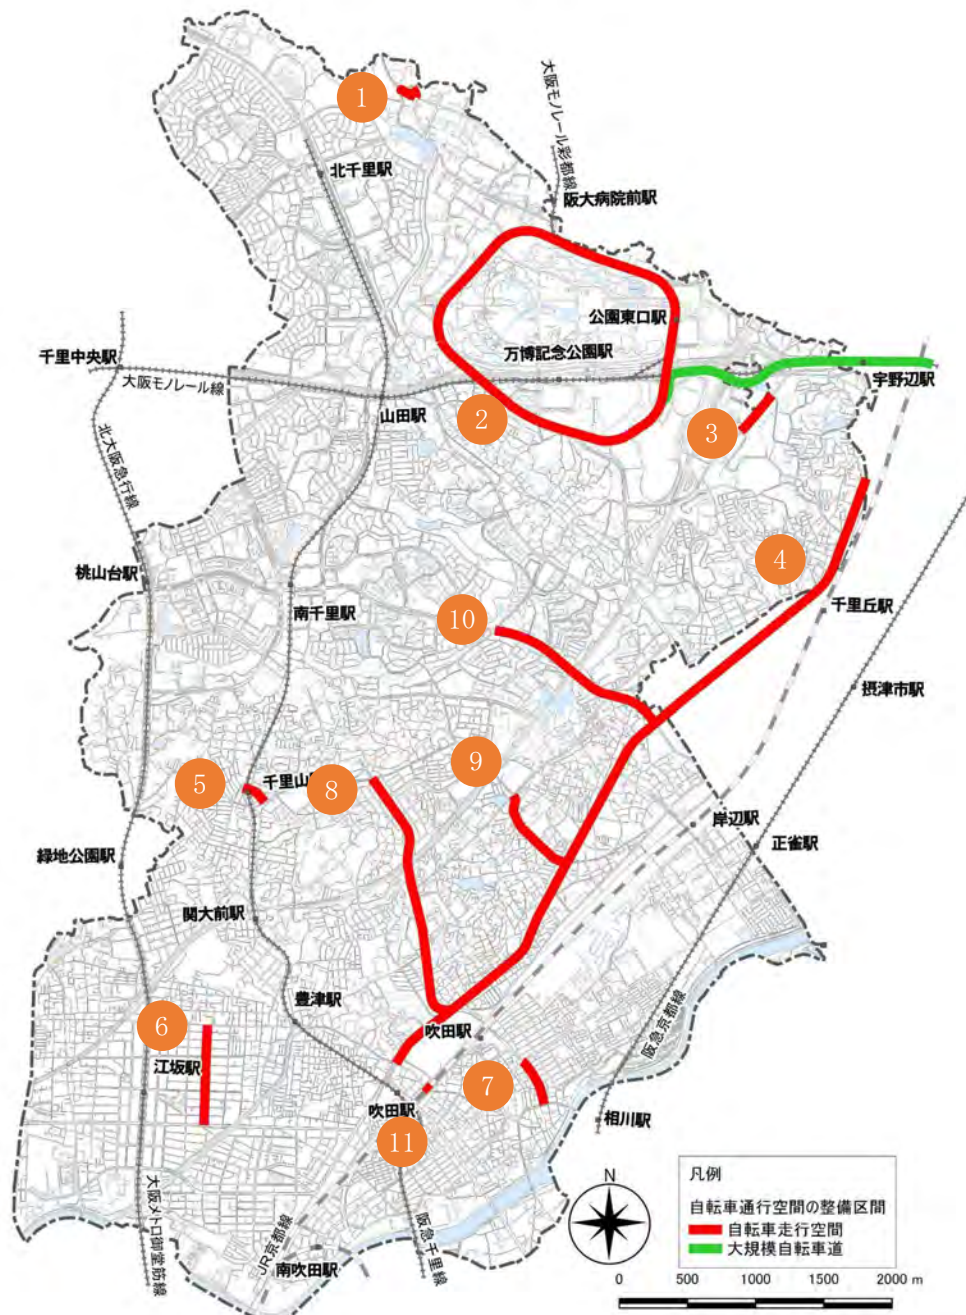 1
大阪モノレール彩都線
北千里駅
阪大病院前駅
公園東口駅
千里中央駅
万博記念公園駅
宇野辺駅
大阪モノレール線
山田駅
2
3
北大阪急行線
4
桃山台駅
南千里駅
千里丘駅
10
摂津市駅
9
5
千里山
8
岸辺駅
正雀駅
緑地公園駅
関大前駅
豊津駅
6
吹田駅
阪急京都線
江坂駅
7
吹田駅
相川駅
11
N
凡例
自転車通行空間の整備区間
自転車走行空間
大規模自転車道
大阪メトロ御堂筋線
JR京都線
南吹田駅
阪急千里線
0 500 1000 1500 2000 m